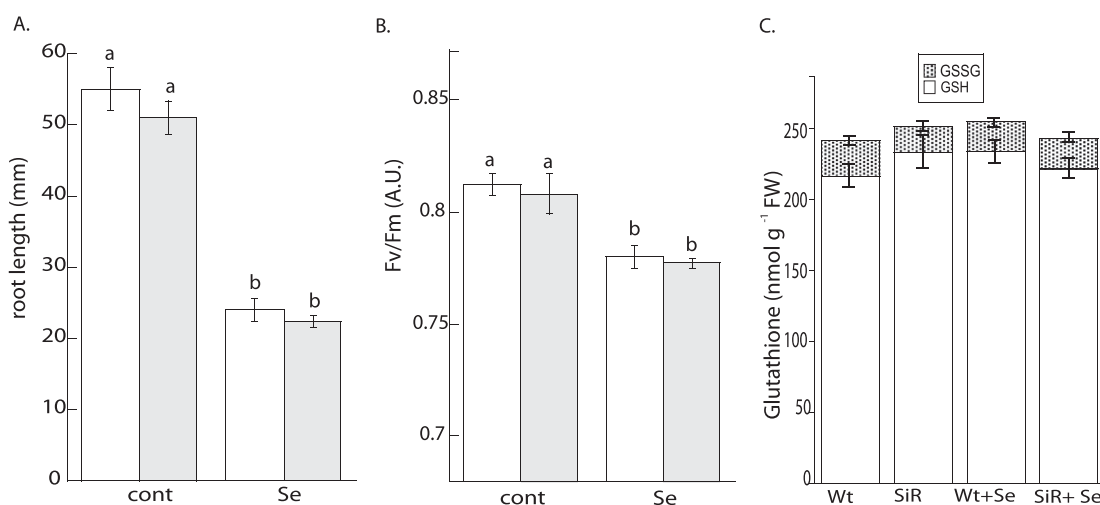 A.
60
50
40
30
20
10
0
root length (mm)
a
a
b
b
cont Se
B.
0.85
0.8
0.75
0.7
Fv/Fm (A.U.)
a
a
b
b
cont Se
C.
GSSG
GSH
250
200
150
100
50
0
Glutathione (nmol g -1 FW)
Wt SiR Wt+Se SiR+ Se